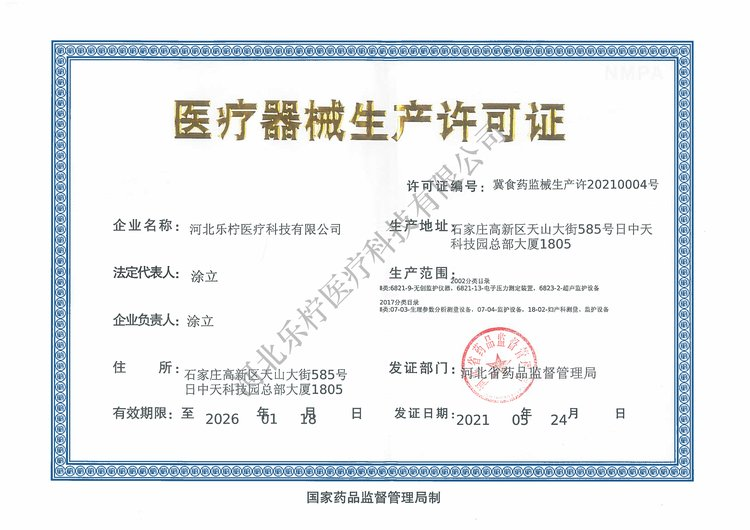 NMPA
医疗器械生产许可证
许可证编号：冀食药监械生产许20210004号
企业名称：河北乐柠医疗科技有限公司
生产地址：石家庄高新区天山大街585号日中天
科技园总部大厦1805
法定代表人：涂立
生产范围：
2002分类目录
Ⅱ类:6821-9-无创监护仪器，6821-13-电子压力测定装置，6823-2-超声监护设备
2017分类目录
Ⅱ类:07-03-生理参数分析测量设备，07-04-监护设备，18-02-妇产科测量、监护设备
企业负责人：涂立
住 所：石家庄高新区天山大街585号
日中天科技园总部大厦1805
发证部门：河北省药品监督管理局
有效期限：至 2026 年 01 月 18 日
发证日期：2021 年 05 月 24 日
河北省药品监督管理局
河北乐柠医疗科技有限公司
国家药品监督管理局制